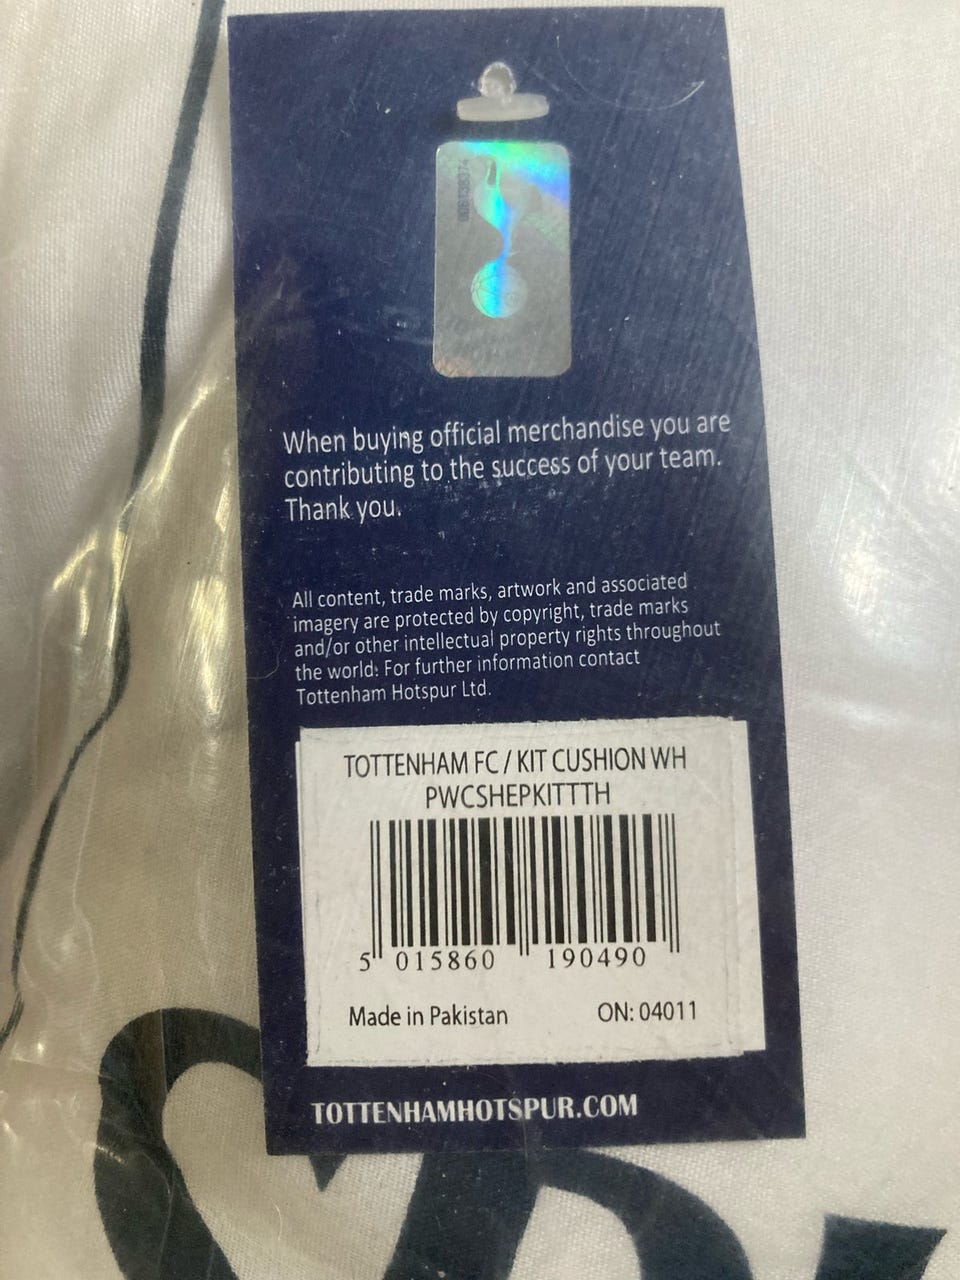 When buying official merchandise you are
contributing to the success of your team.
Thank you.
All content, trade marks, artwork and associated
imagery are protected by copyright, trade marks
and/or other intellectual property rights throughout
the world. For further information contact
Tottenham Hotspur Ltd.
TOTTENHAM FC / KIT CUSHION WH
PWCSHEPKITTTH
5 015860 190490
Made in Pakistan ON: 04011
TOTTENHAMHOTSPUR.COM